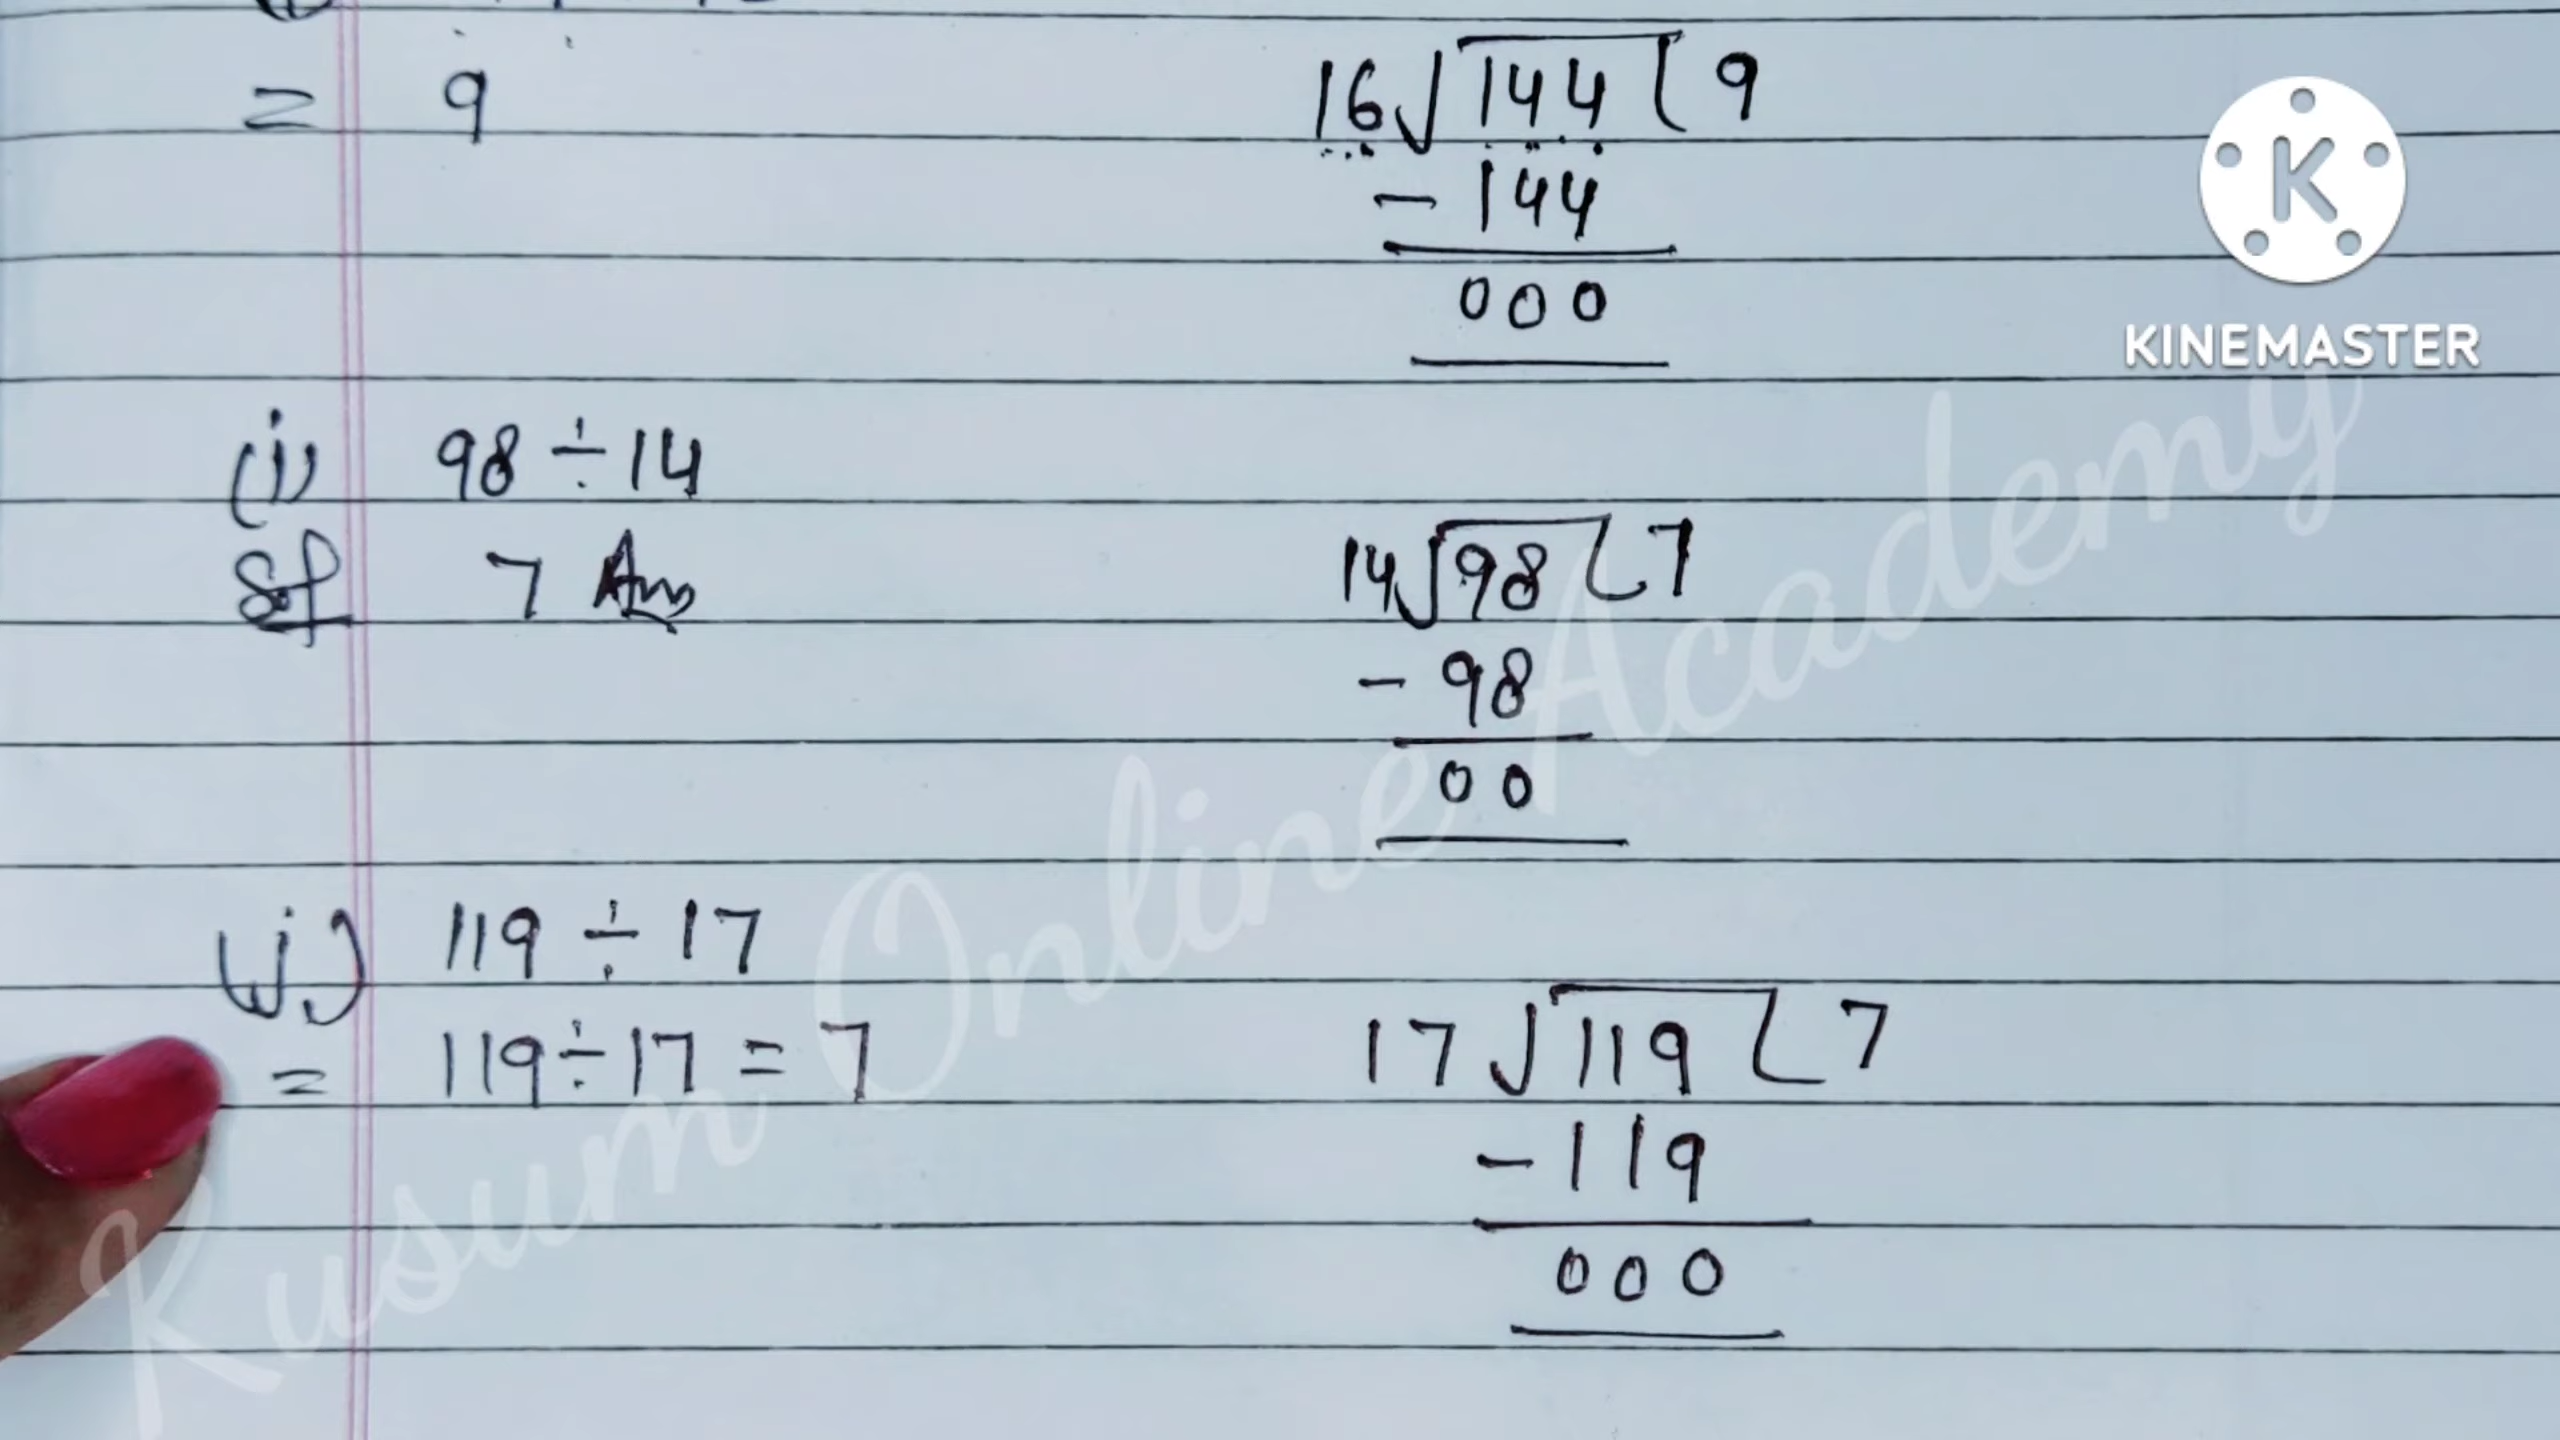 = 9
16√144 ( 9
- 144
000
KINEMASTER
(i) 98 ÷ 14
Sol 7 Ans
14√98 ( 7
- 98
00
(j) 119 ÷ 17
= 119 ÷ 17 = 7
17√119 ( 7
- 119
000
Kusum Online Academy